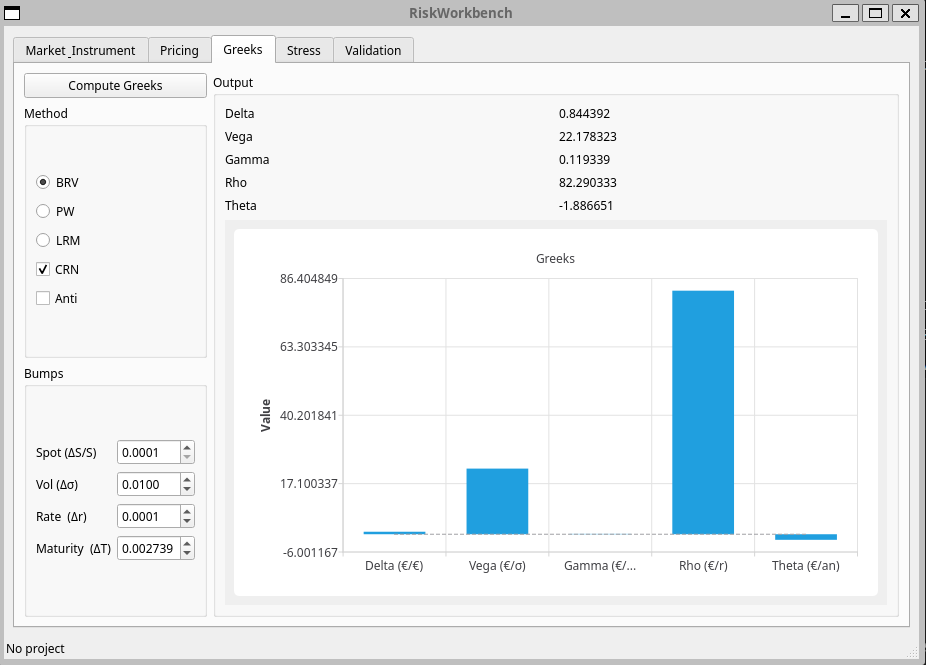 RiskWorkbench
Market_Instrument Pricing Greeks Stress Validation
Compute Greeks
Output
Method
Delta 0.844392
Vega 22.178323
Gamma 0.119339
Rho 82.290333
Theta -1.886651
BRV
PW
LRM
CRN
Anti
Bumps
Spot (ΔS/S) 0.0001
Vol (Δσ) 0.0100
Rate (Δr) 0.0001
Maturity (ΔT) 0.002739
Greeks
86.404849
63.303345
40.201841
17.100337
-6.001167
Value
Delta (€/€) Vega (€/σ) Gamma (€/... Rho (€/r) Theta (€/an)
No project